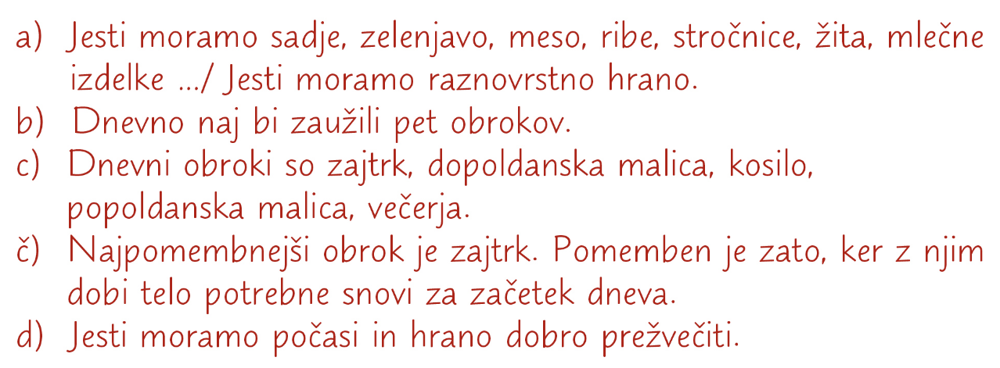 a) Jesti moramo sadje, zelenjavo, meso, ribe, stročnice, žita, mlečne
izdelke .../ Jesti moramo raznovrstno hrano.
b) Dnevno naj bi zaužili pet obrokov.
c) Dnevni obroki so zajtrk, dopoldanska malica, kosilo,
popoldanska malica, večerja.
č) Najpomembnejši obrok je zajtrk. Pomemben je zato, ker z njim
dobi telo potrebne snovi za začetek dneva.
d) Jesti moramo počasi in hrano dobro prežvečiti.